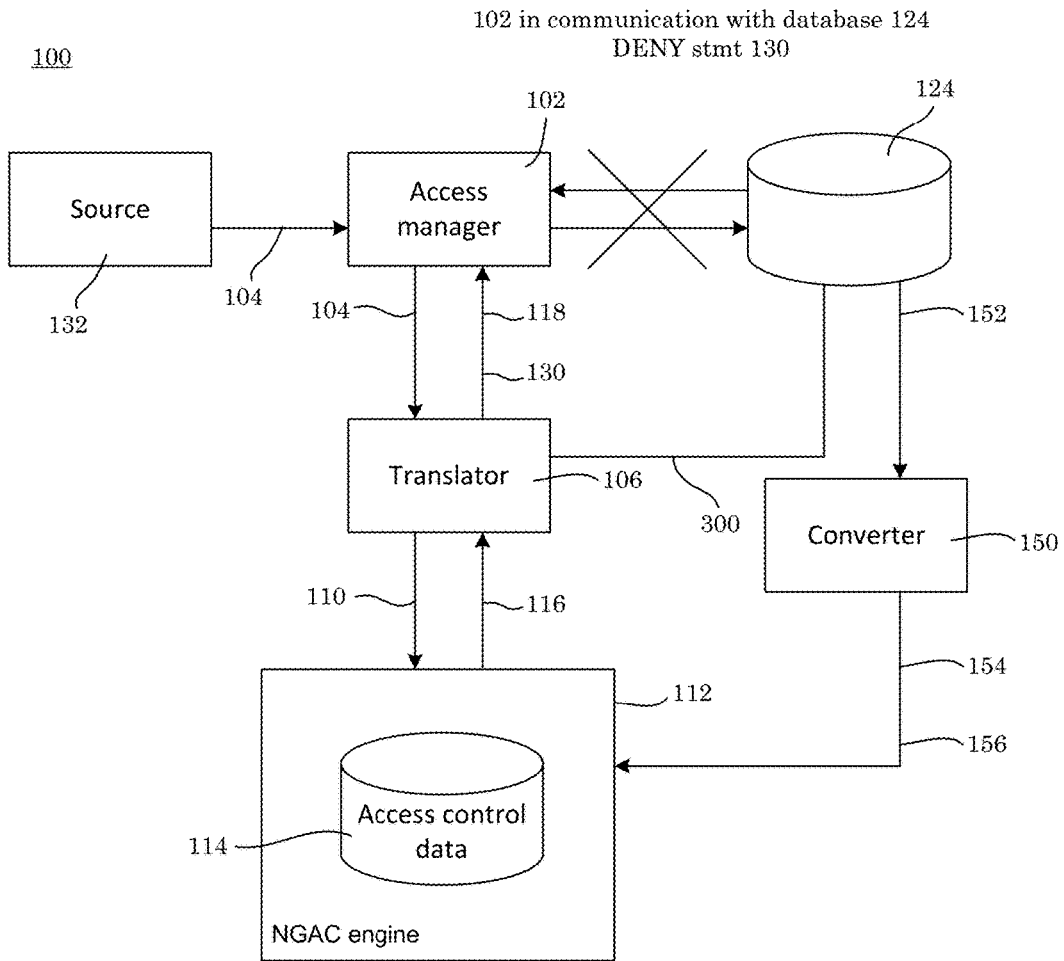 102 in communication with database 124
DENY stmt 130
100
102
124
Source
Access
manager
132
104
104
118
130
152
Translator
106
300
Converter
150
110
116
154
112
156
Access control
data
114
NGAC engine